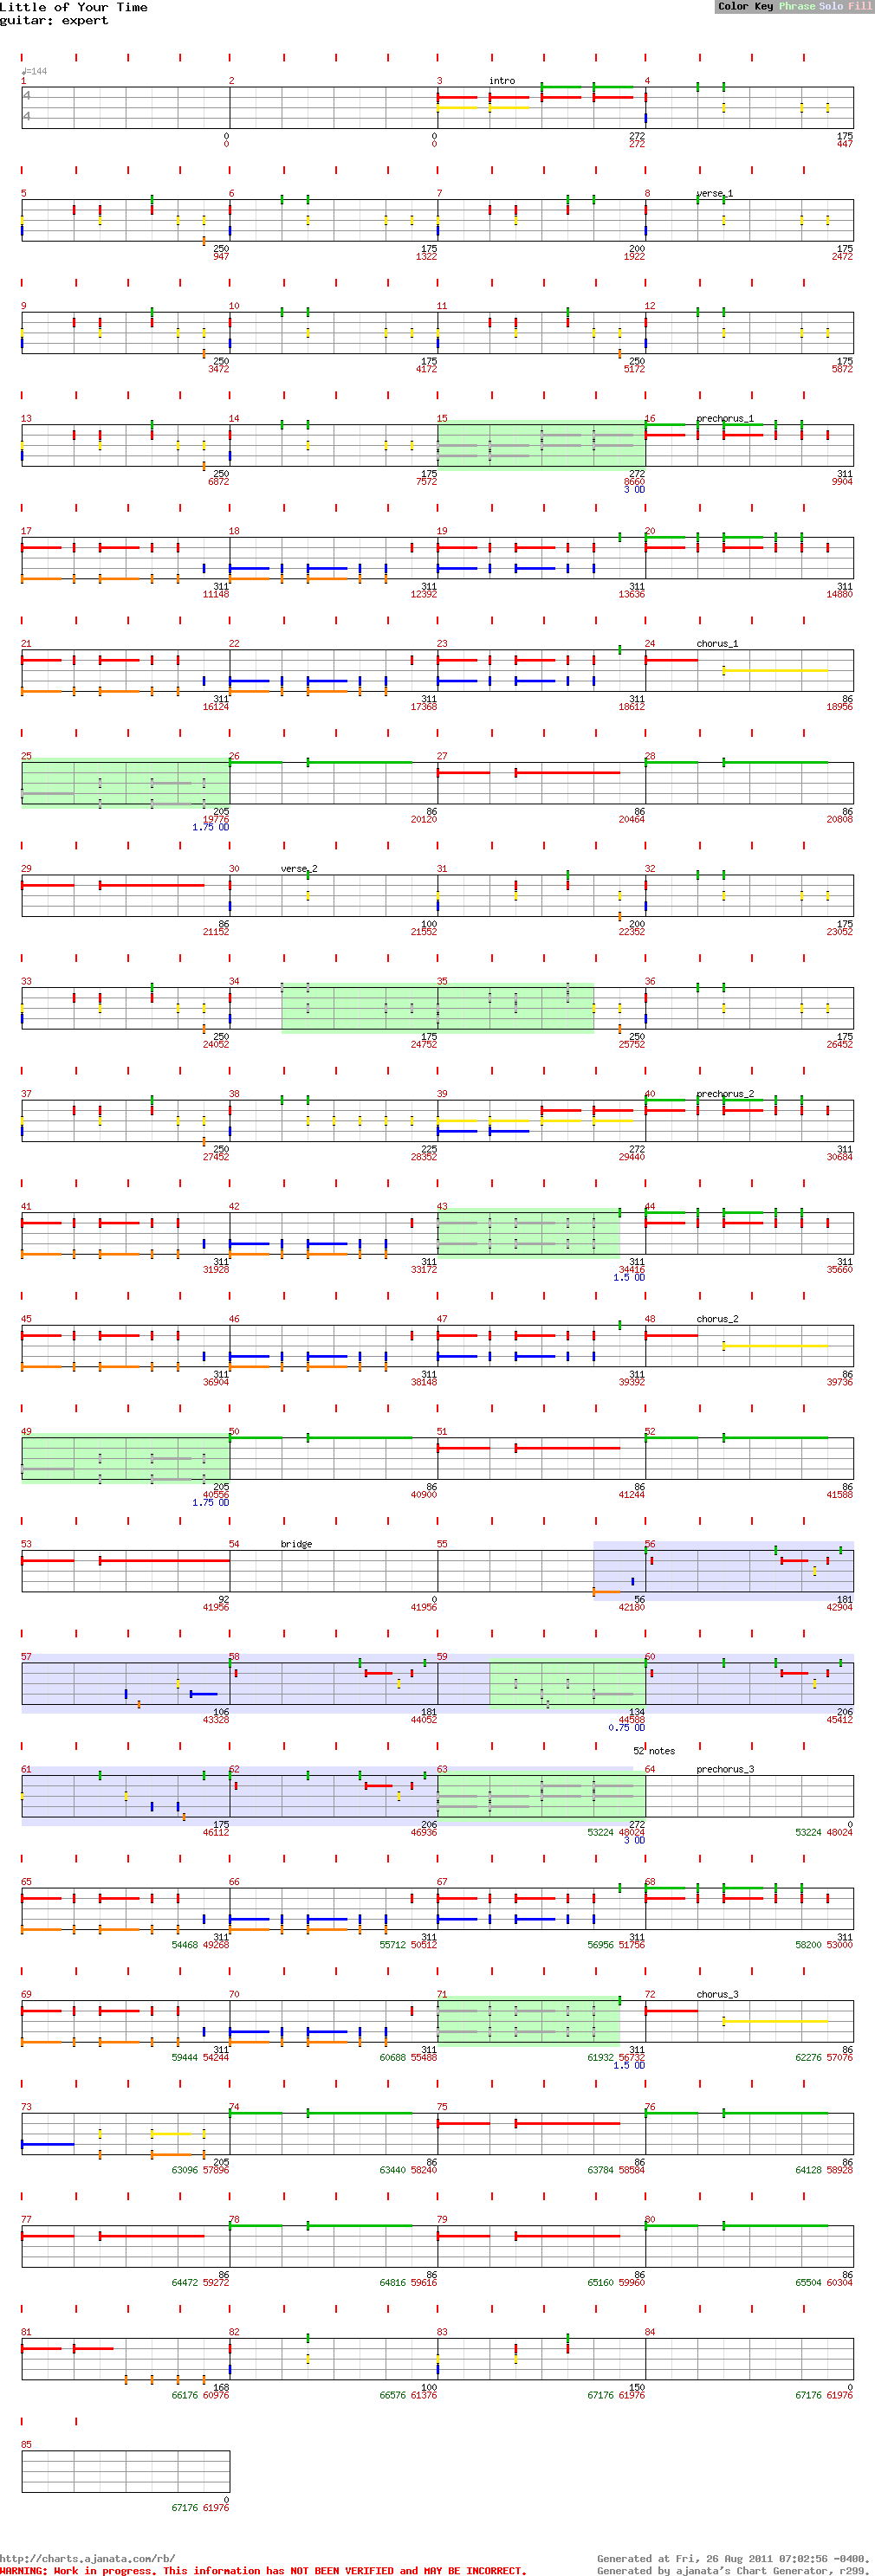 Little of Your Time
Color Key Phrase Solo Fill
guitar: expert
♩=144
1 2 3 intro 4
4
4
0 0 272 175
0 0 272 447
5 6 7 8 verse_1
250 175 200 175
947 1322 1922 2472
9 10 11 12
250 175 250 175
3472 4172 5172 5872
13 14 15 16 prechorus_1
250 175 272 311
6872 7572 8660 9904
3 OD
17 18 19 20
311 311 311 311
11148 12392 13636 14880
21 22 23 24 chorus_1
311 311 311 86
16124 17368 18612 18956
25 26 27 28
205 86 86 86
19776 20120 20464 20808
1.75 OD
29 30 verse_2 31 32
86 100 200 175
21152 21552 22352 23052
33 34 35 36
250 175 250 175
24052 24752 25752 26452
37 38 39 40 prechorus_2
250 225 272 311
27452 28352 29440 30684
41 42 43 44
311 311 311 311
31928 33172 34416 35660
1.5 OD
45 46 47 48 chorus_2
311 311 311 86
36904 38148 39392 39736
49 50 51 52
205 86 86 86
40556 40900 41244 41588
1.75 OD
53 54 bridge 55 56
92 0 56 181
41956 41956 42180 42904
57 58 59 60
106 181 134 206
43328 44052 44588 45412
0.75 OD
52 notes
61 62 63 64 prechorus_3
175 206 272 0
46112 46936 53224 48024 53224 48024
3 OD
65 66 67 68
311 311 311 311
54468 49268 55712 50512 56956 51756 58200 53000
69 70 71 72 chorus_3
311 311 311 86
59444 54244 60688 55488 61932 56732 62276 57076
1.5 OD
73 74 75 76
205 86 86 86
63096 57896 63440 58240 63784 58584 64128 58928
77 78 79 80
86 86 86 86
64472 59272 64816 59616 65160 59960 65504 60304
81 82 83 84
168 100 150 0
66176 60976 66576 61376 67176 61976 67176 61976
85
0
67176 61976
http://charts.ajanata.com/rb/
Generated at Fri, 26 Aug 2011 07:02:56 -0400.
WARNING: Work in progress. This information has NOT BEEN VERIFIED and MAY BE INCORRECT.
Generated by ajanata's Chart Generator, r299.